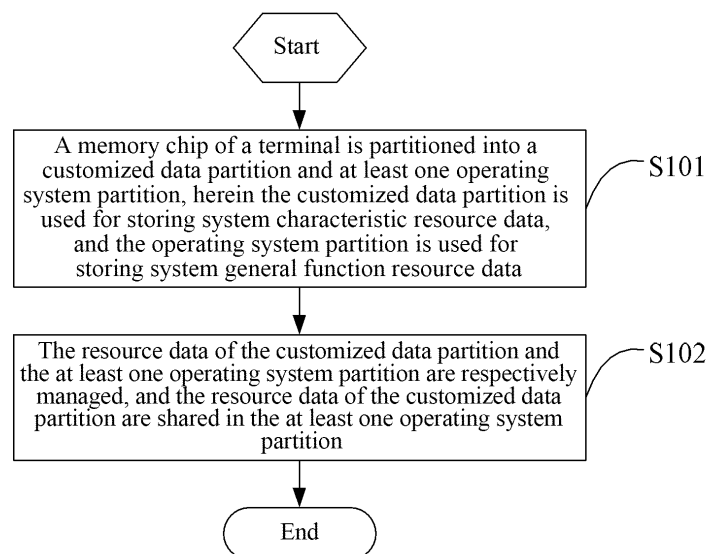 Start
A memory chip of a terminal is partitioned into a
customized data partition and at least one operating
system partition, herein the customized data partition is
used for storing system characteristic resource data,
and the operating system partition is used for
storing system general function resource data
S101
The resource data of the customized data partition and
the at least one operating system partition are respectively
managed, and the resource data of the customized data
partition are shared in the at least one operating system
partition
S102
End